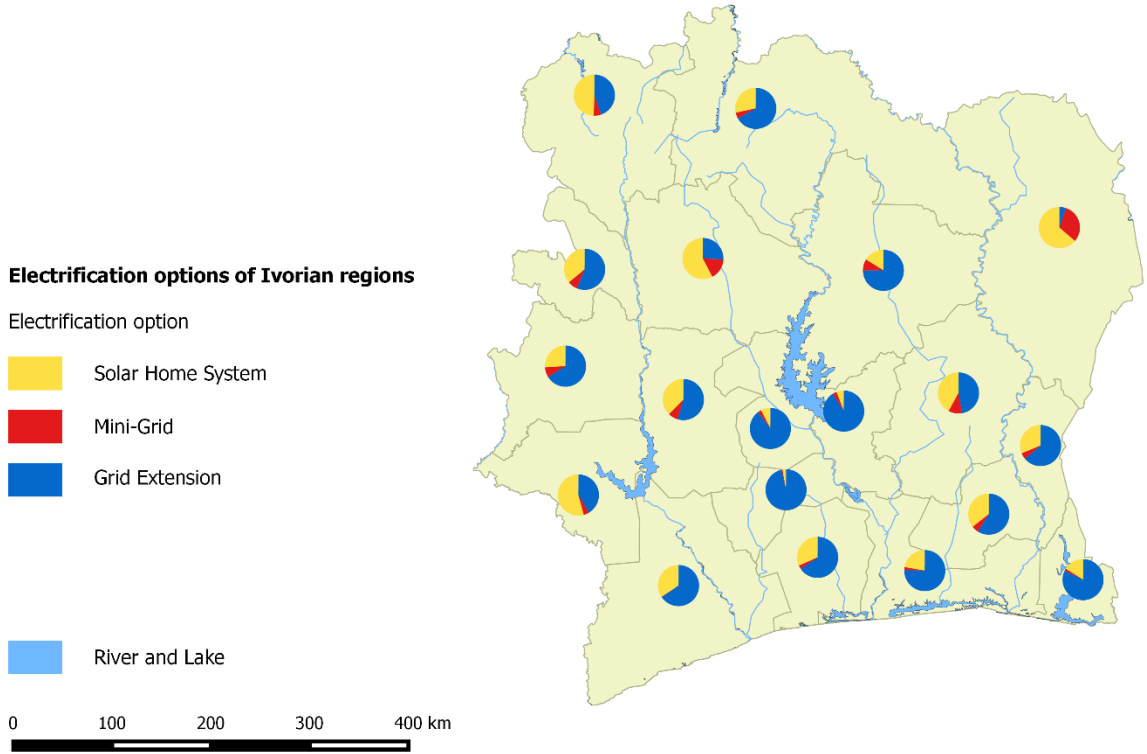 Electrification options of Ivorian regions
Electrification option
Solar Home System
Mini-Grid
Grid Extension
River and Lake
0 100 200 300 400 km